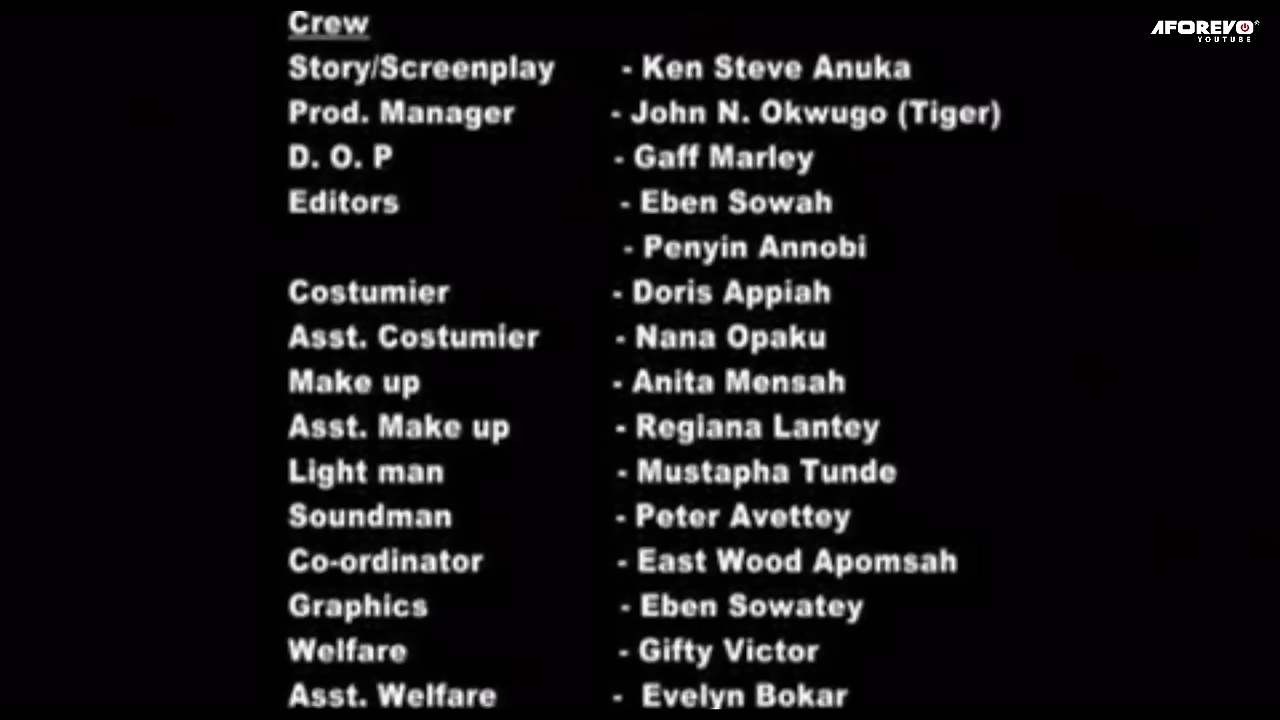 AFOREVO
YOUTUBE
Crew
Story/Screenplay - Ken Steve Anuka
Prod. Manager - John N. Okwugo (Tiger)
D. O. P - Gaff Marley
Editors - Eben Sowah
- Penyin Annobi
Costumier - Doris Appiah
Asst. Costumier - Nana Opaku
Make up - Anita Mensah
Asst. Make up - Regiana Lantey
Light man - Mustapha Tunde
Soundman - Peter Avettey
Co-ordinator - East Wood Apomsah
Graphics - Eben Sowatey
Welfare - Gifty Victor
Asst. Welfare - Evelyn Bokar